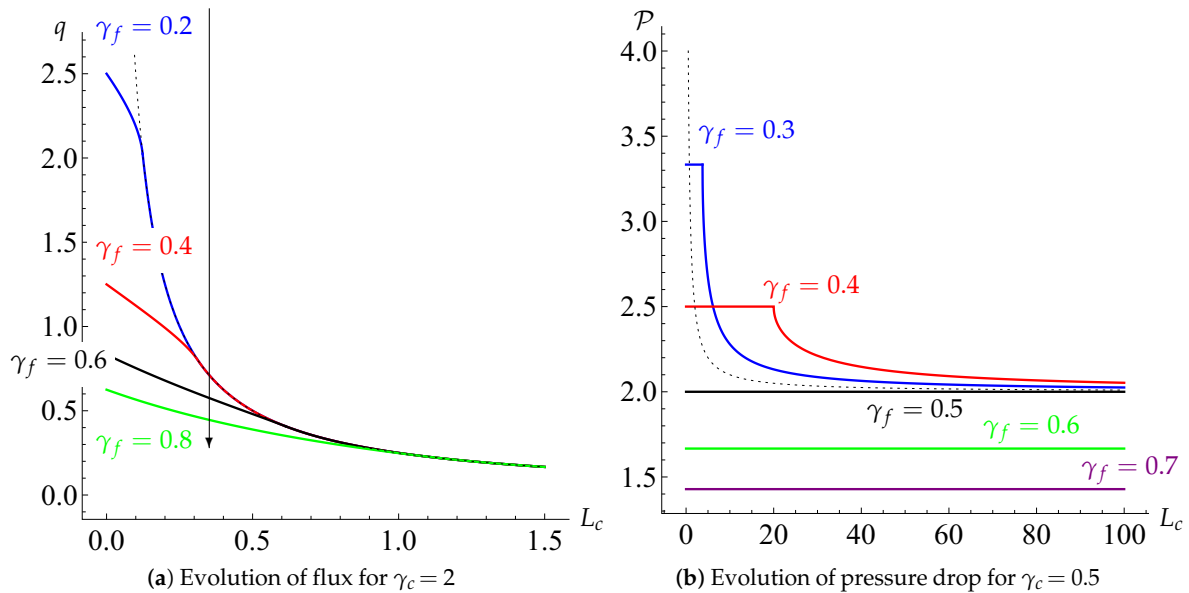 q
γ_f = 0.2
2.5
2.0
1.5
γ_f = 0.4
1.0
γ_f = 0.6
0.5
γ_f = 0.8
0.0
0.0 0.5 1.0 1.5 L_c
(a) Evolution of flux for γ_c = 2
𝒫
4.0
3.5
γ_f = 0.3
3.0
2.5
γ_f = 0.4
2.0
γ_f = 0.5
γ_f = 0.6
γ_f = 0.7
1.5
0 20 40 60 80 100 L_c
(b) Evolution of pressure drop for γ_c = 0.5